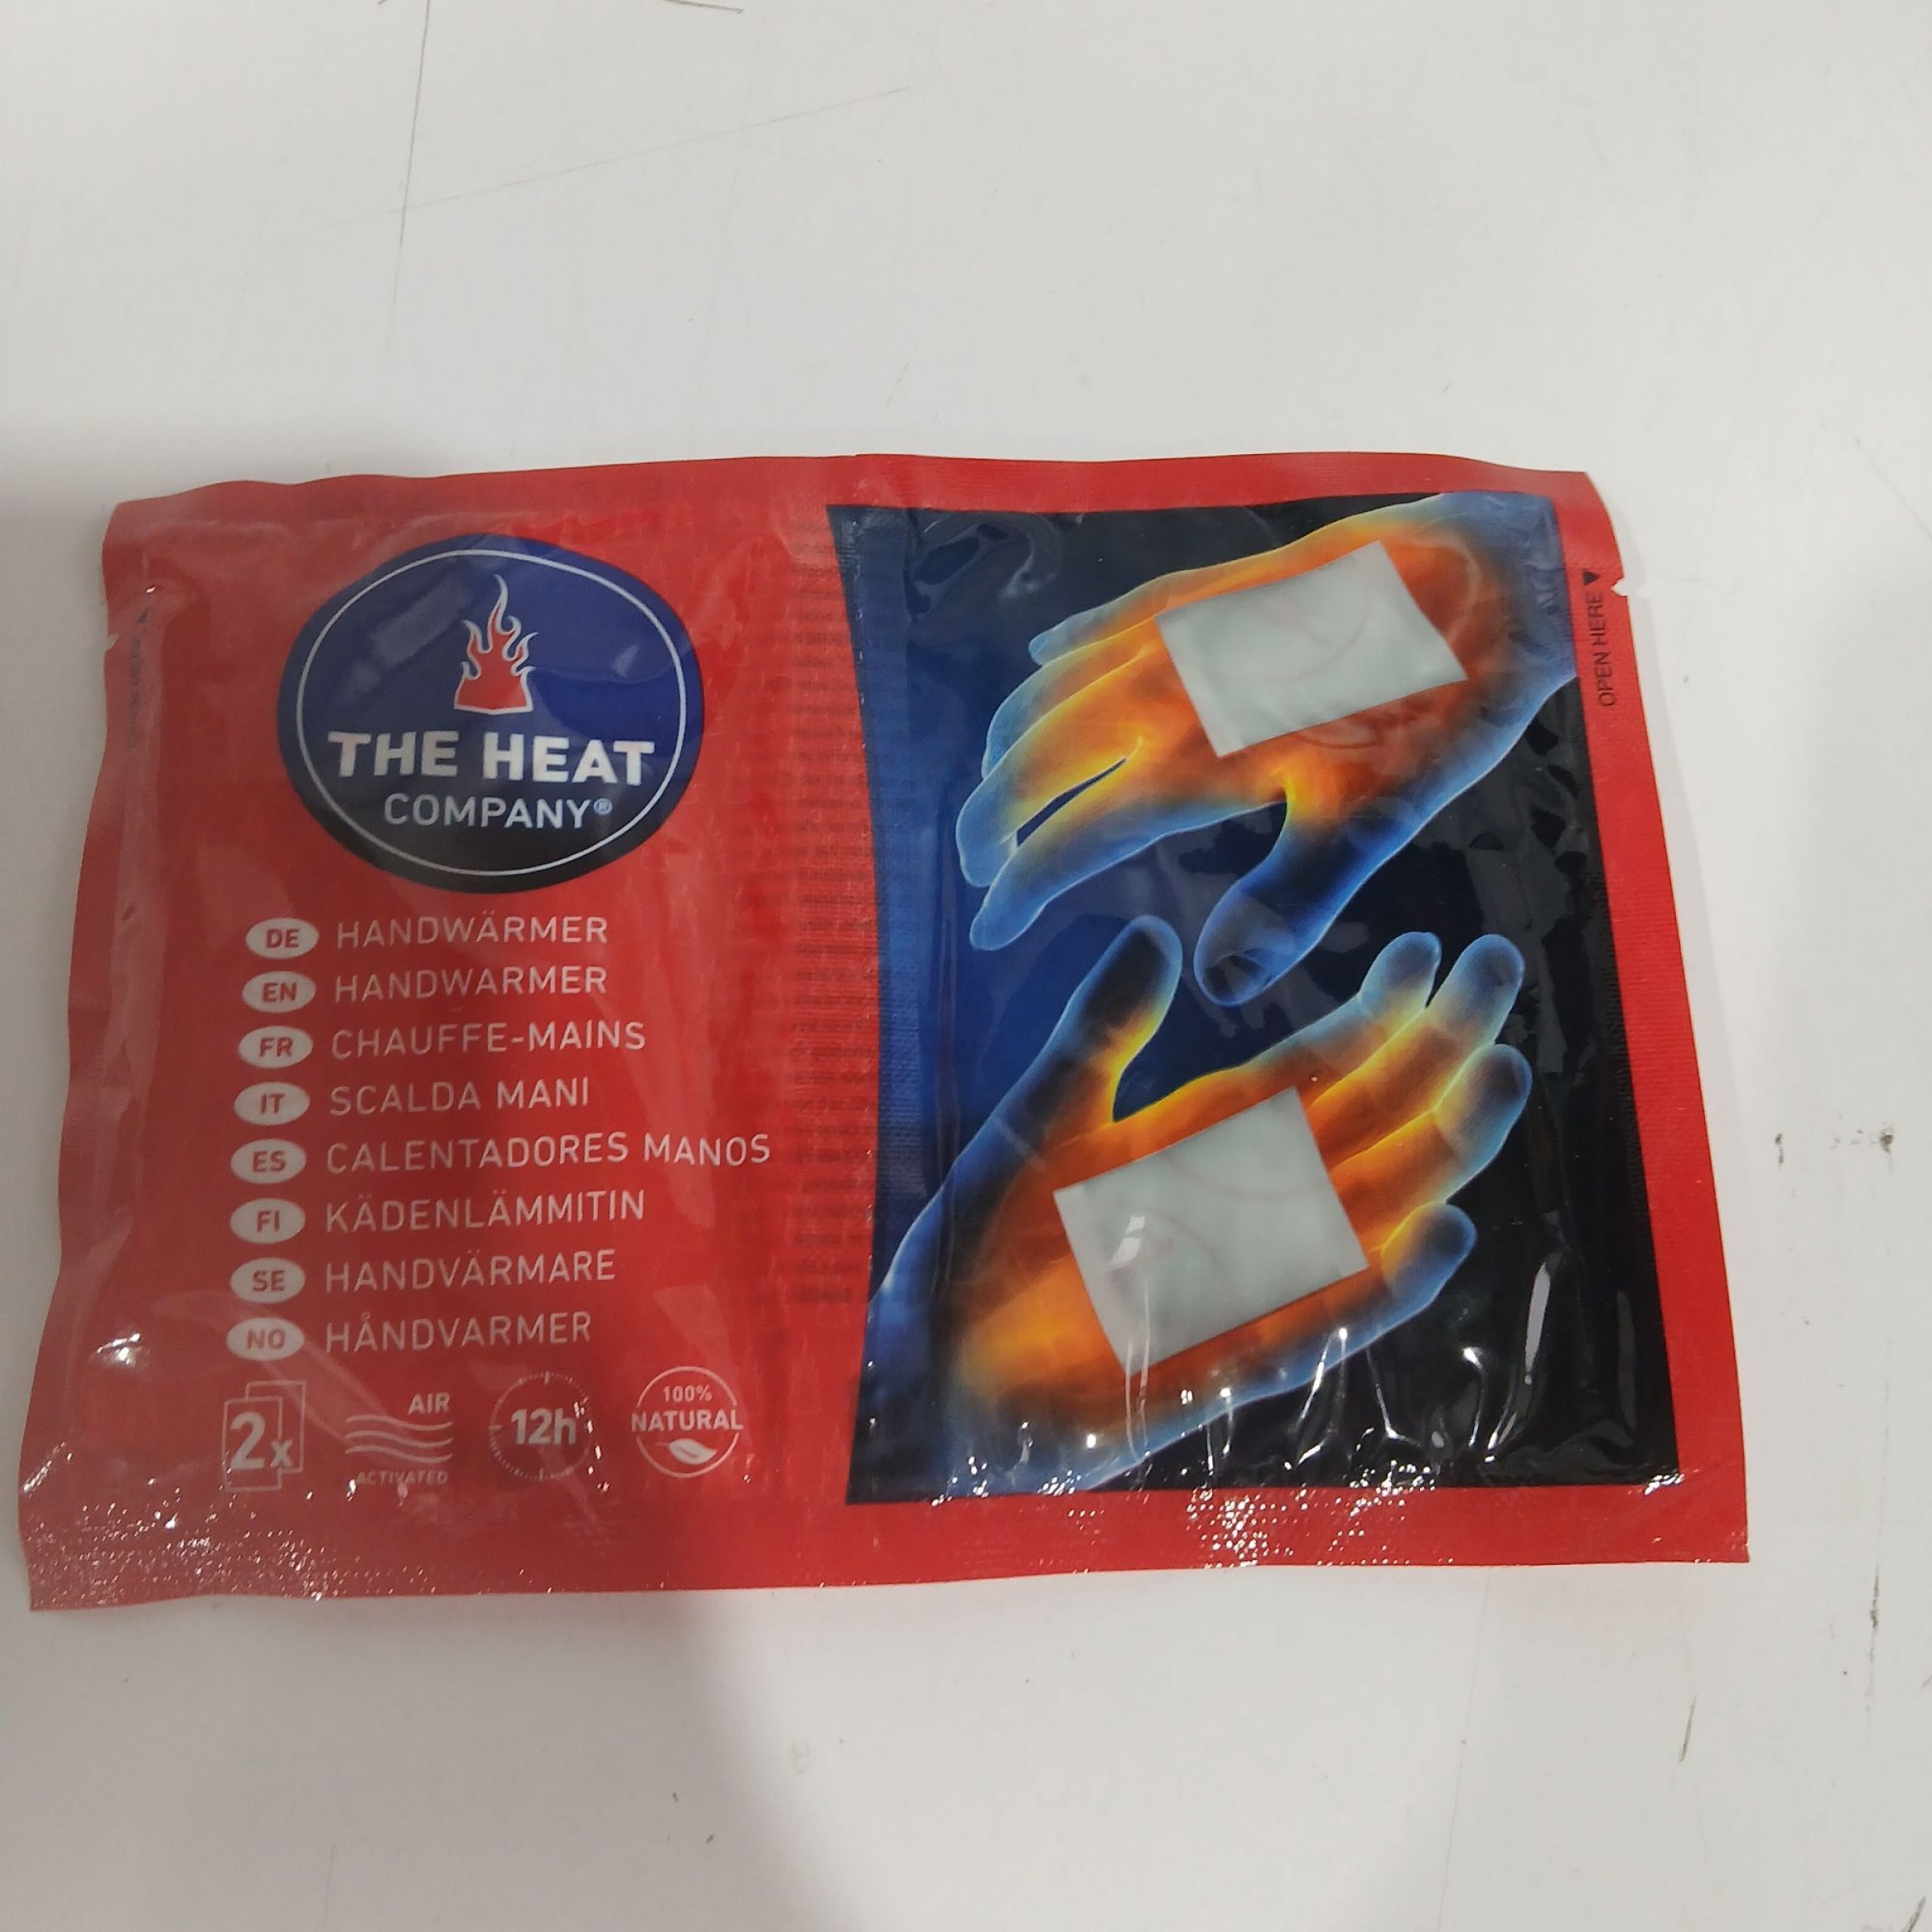 THE HEAT
COMPANY®
DE HANDWÄRMER
EN HANDWARMER
FR CHAUFFE-MAINS
IT SCALDA MANI
ES CALENTADORES MANOS
FI KÄDENLÄMMITIN
SE HANDVÄRMARE
NO HÅNDVARMER
2x
AIR
ACTIVATED
12h
100%
NATURAL
OPEN HERE